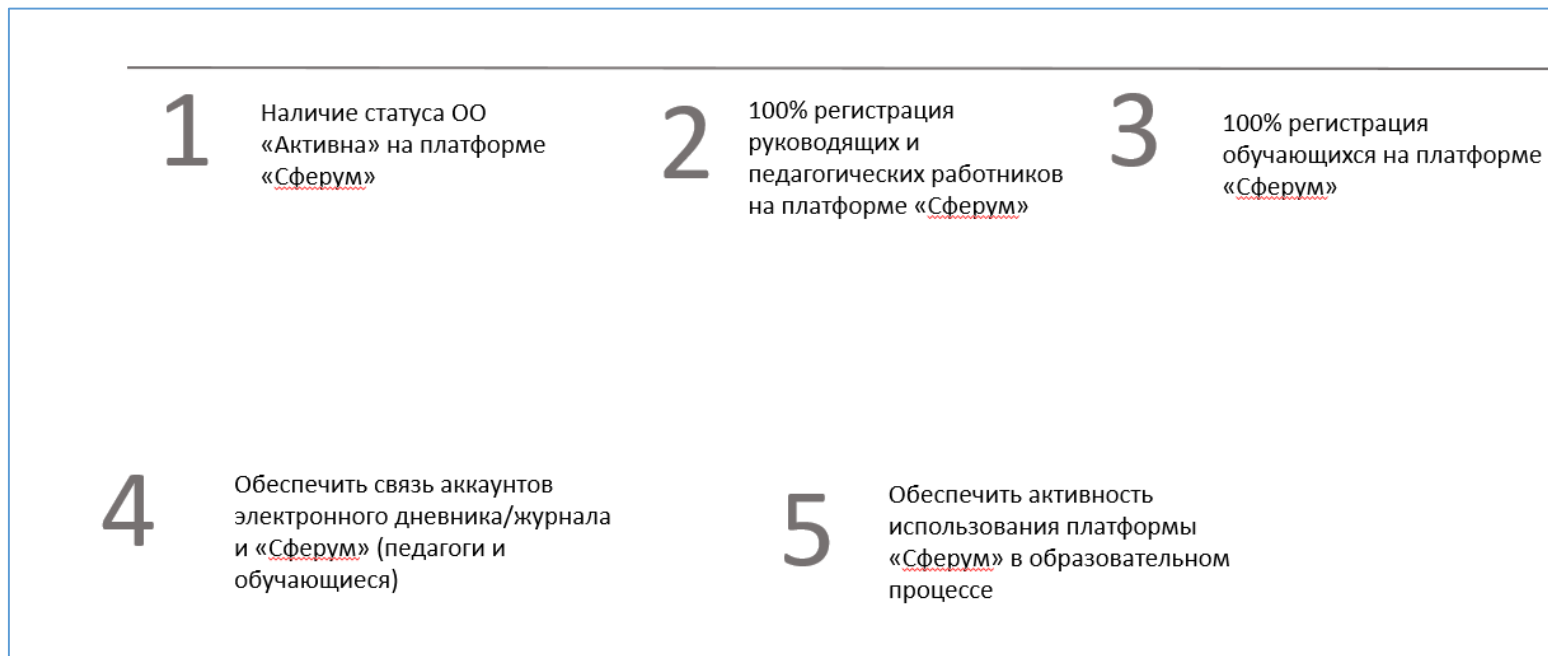 1
Наличие статуса ОО
«Активна» на платформе
«Сферум»
2
100% регистрация
руководящих и
педагогических работников
на платформе «Сферум»
3
100% регистрация
обучающихся на платформе
«Сферум»
4
Обеспечить связь аккаунтов
электронного дневника/журнала
и «Сферум» (педагоги и
обучающиеся)
5
Обеспечить активность
использования платформы
«Сферум» в образовательном
процессе